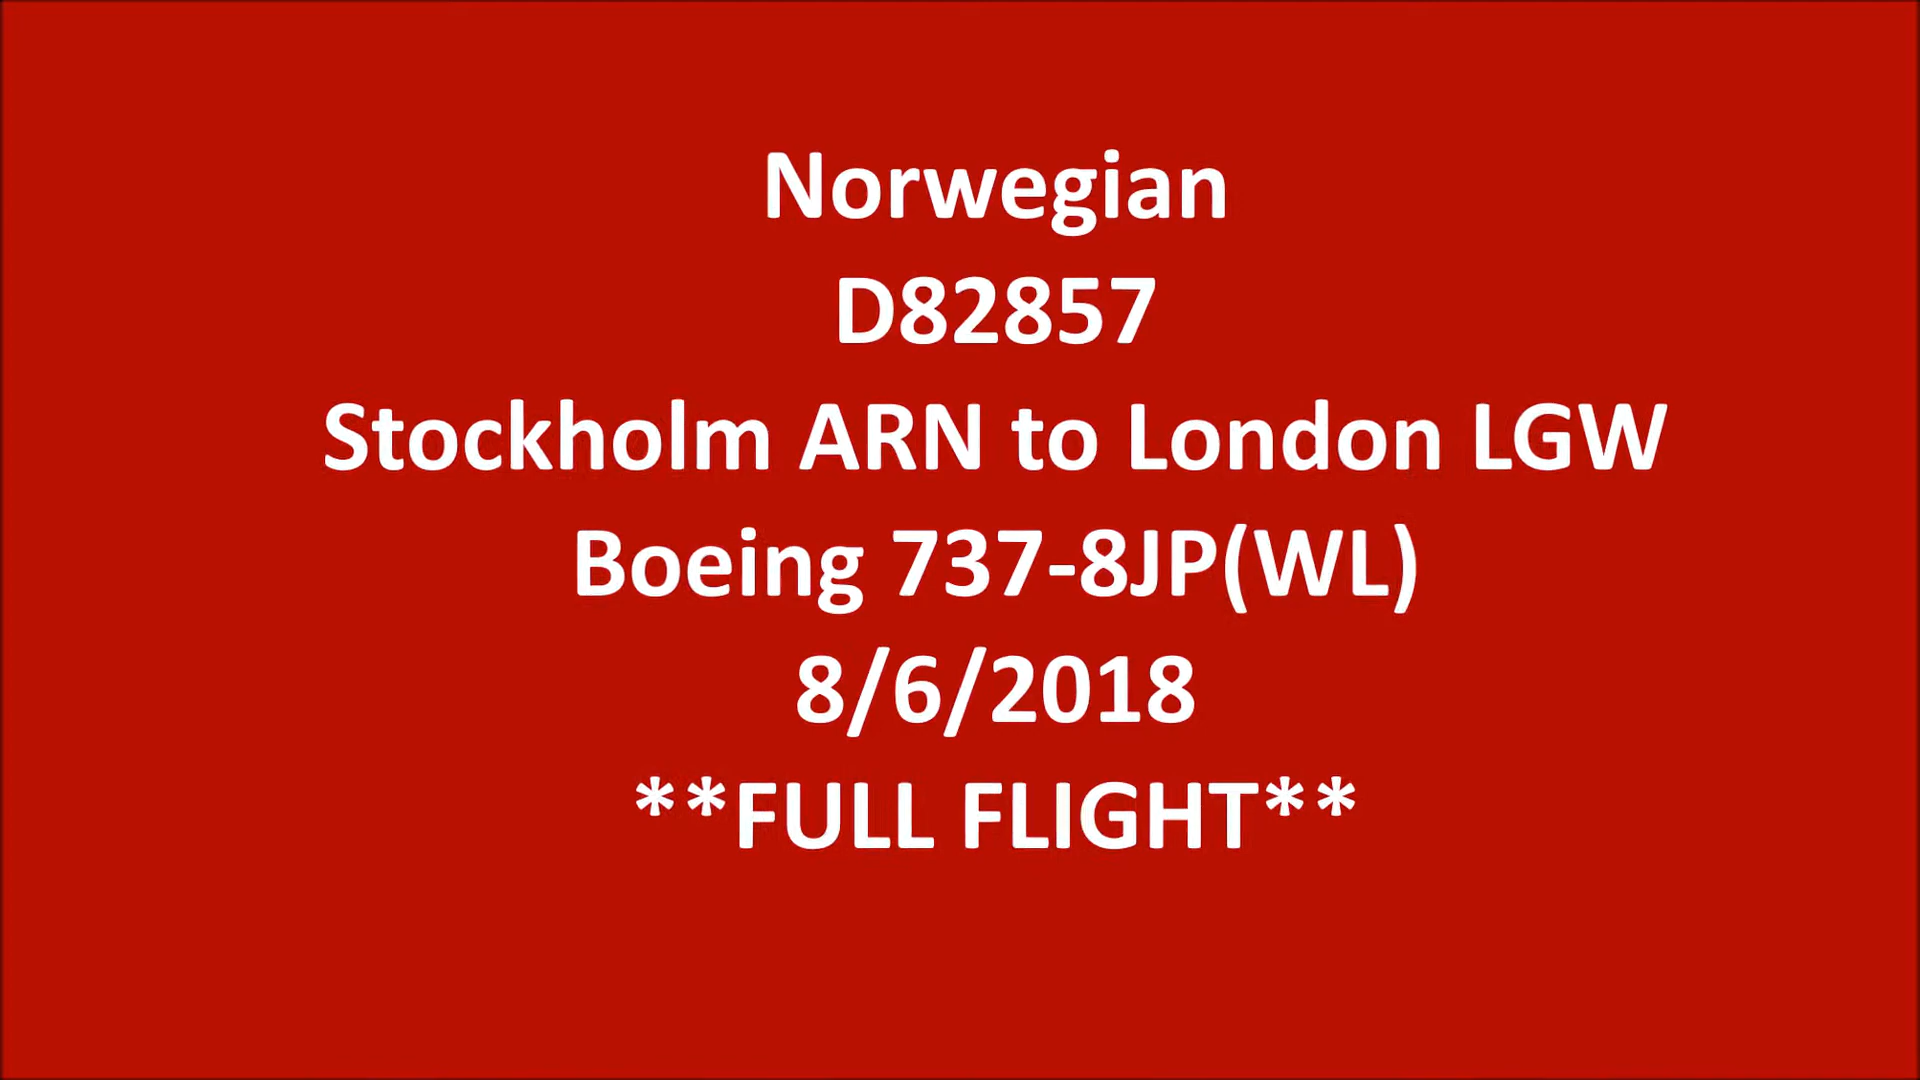 Norwegian
D82857
Stockholm ARN to London LGW
Boeing 737-8JP(WL)
8/6/2018
**FULL FLIGHT**